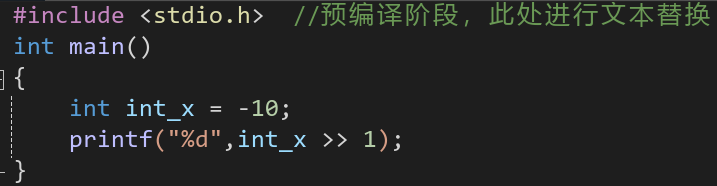 #include <stdio.h>  //预编译阶段，此处进行文本替换
int main()
{
    int int_x = -10;
    printf("%d",int_x >> 1);
}